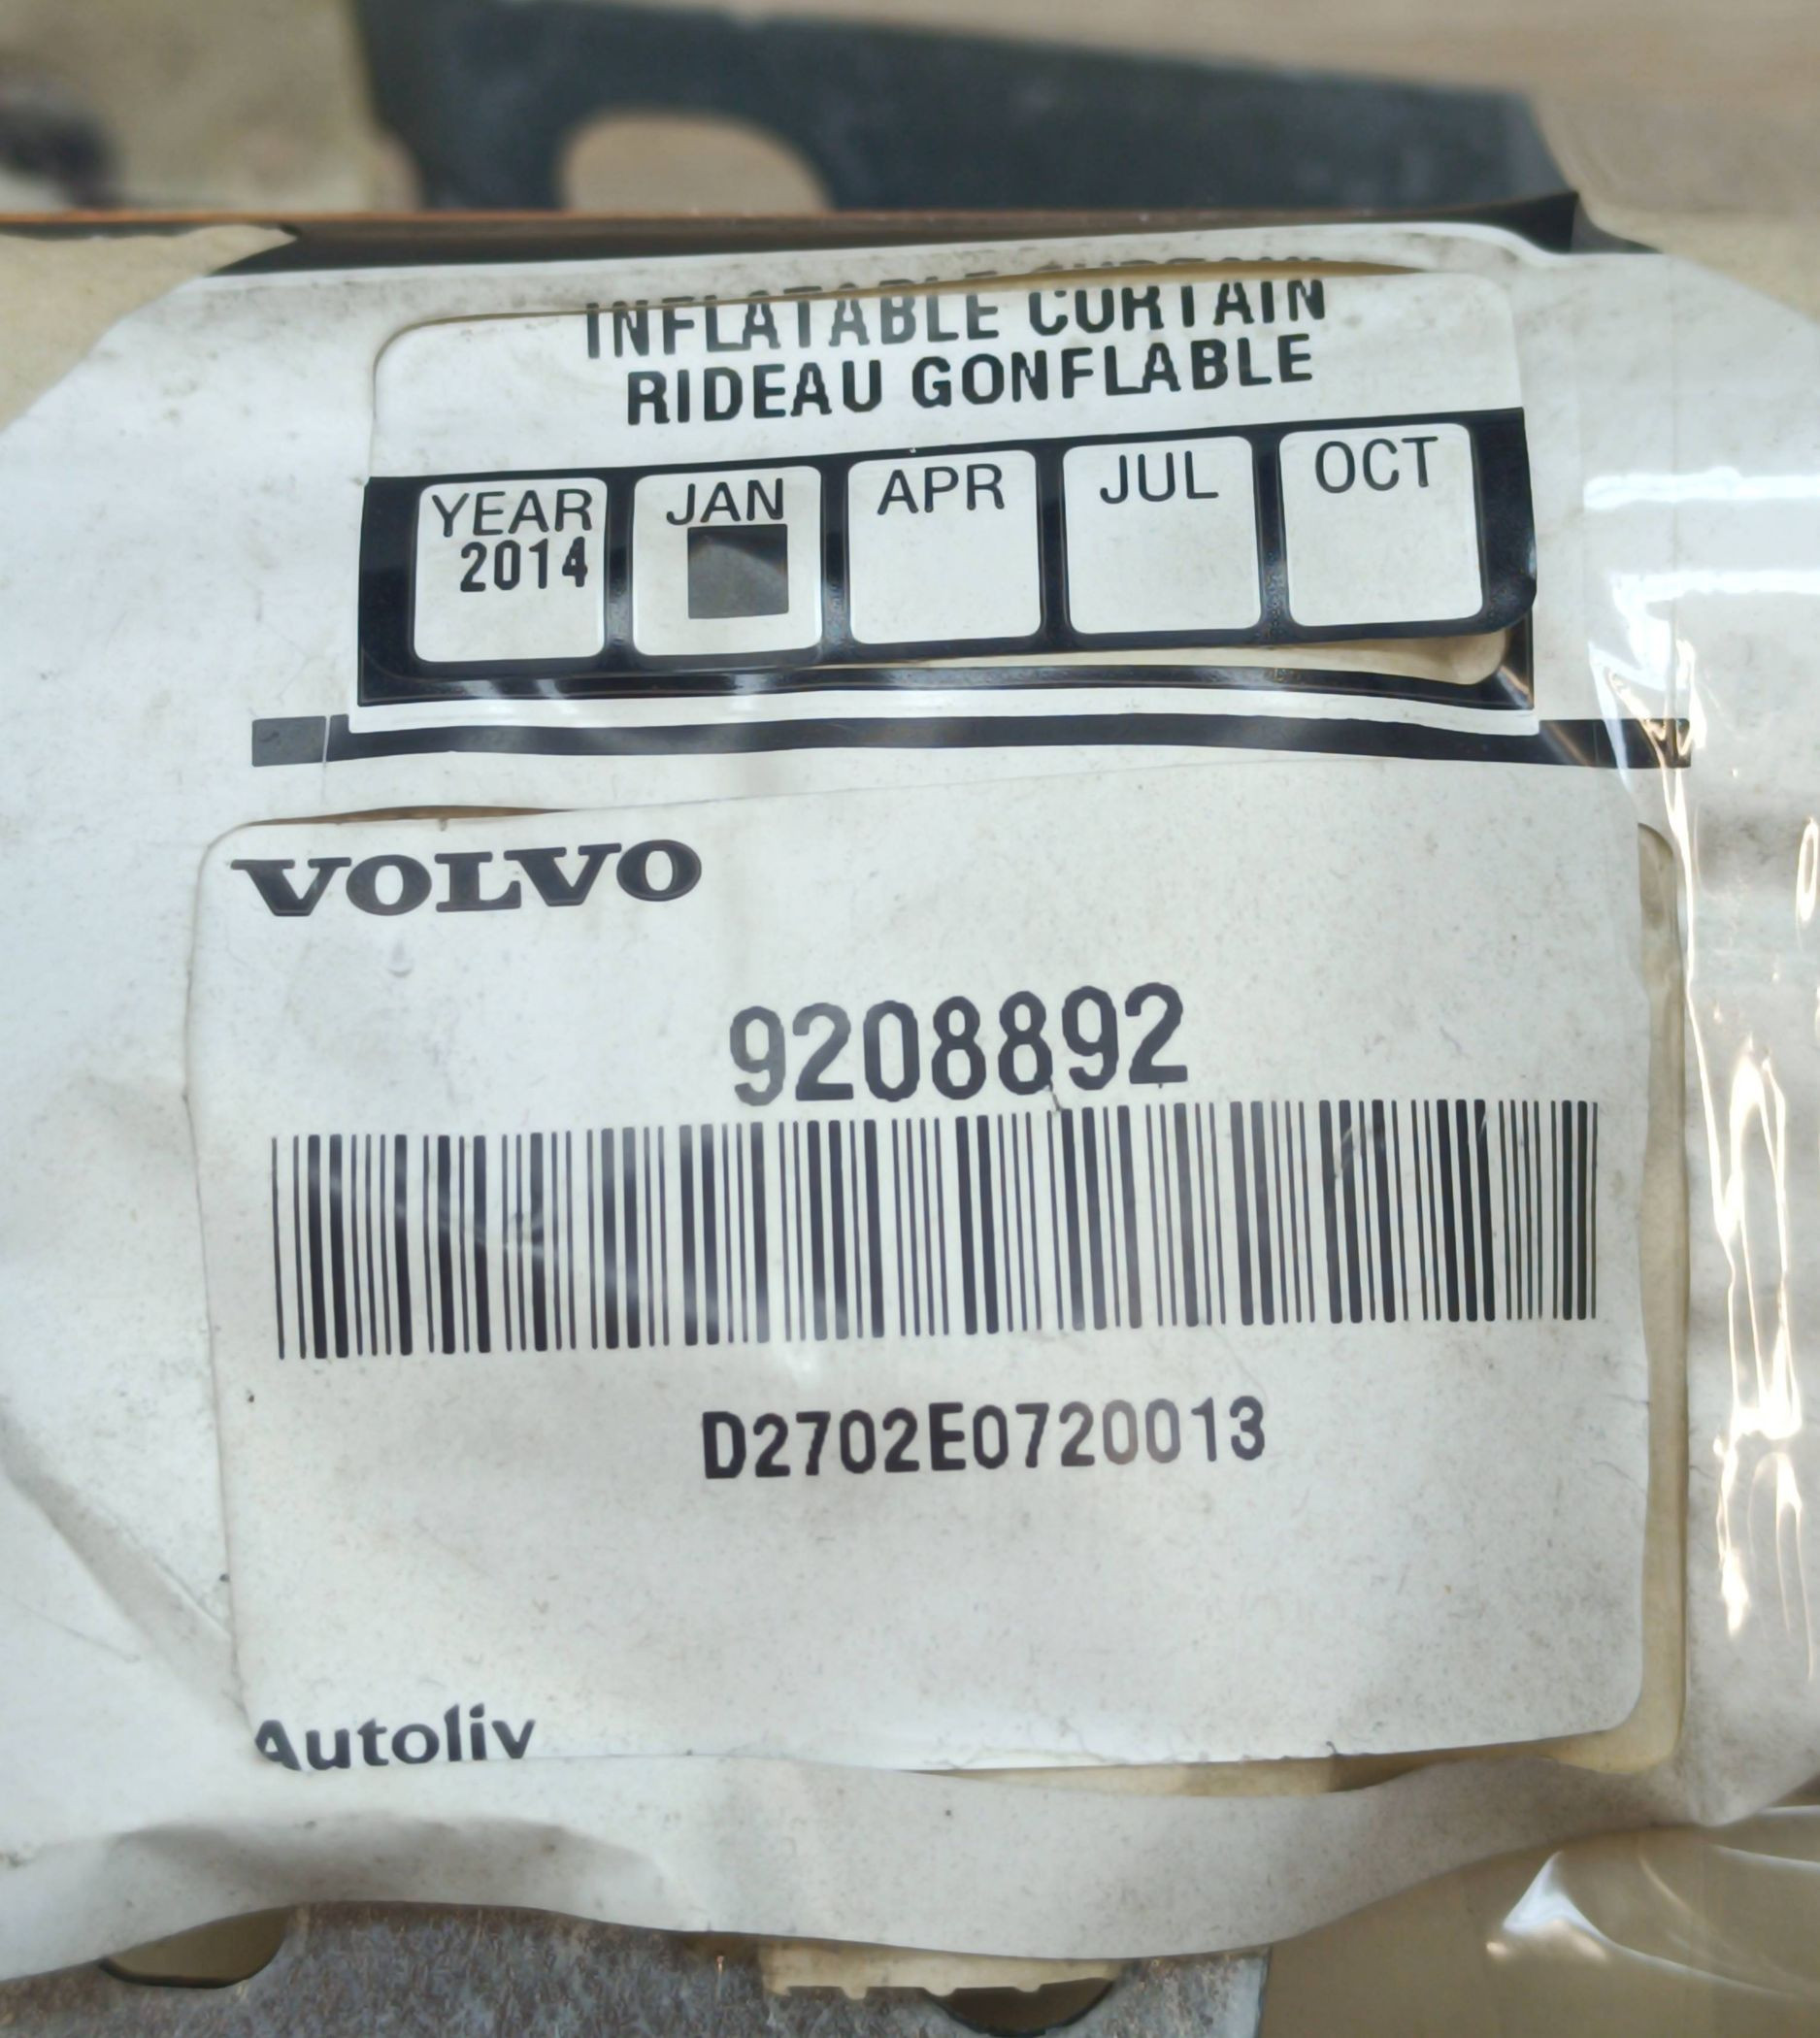 INFLATABLE CURTAIN
RIDEAU GONFLABLE
YEAR JAN APR JUL OCT
2014
VOLVO
9208892
D2702E0720013
Autoliv